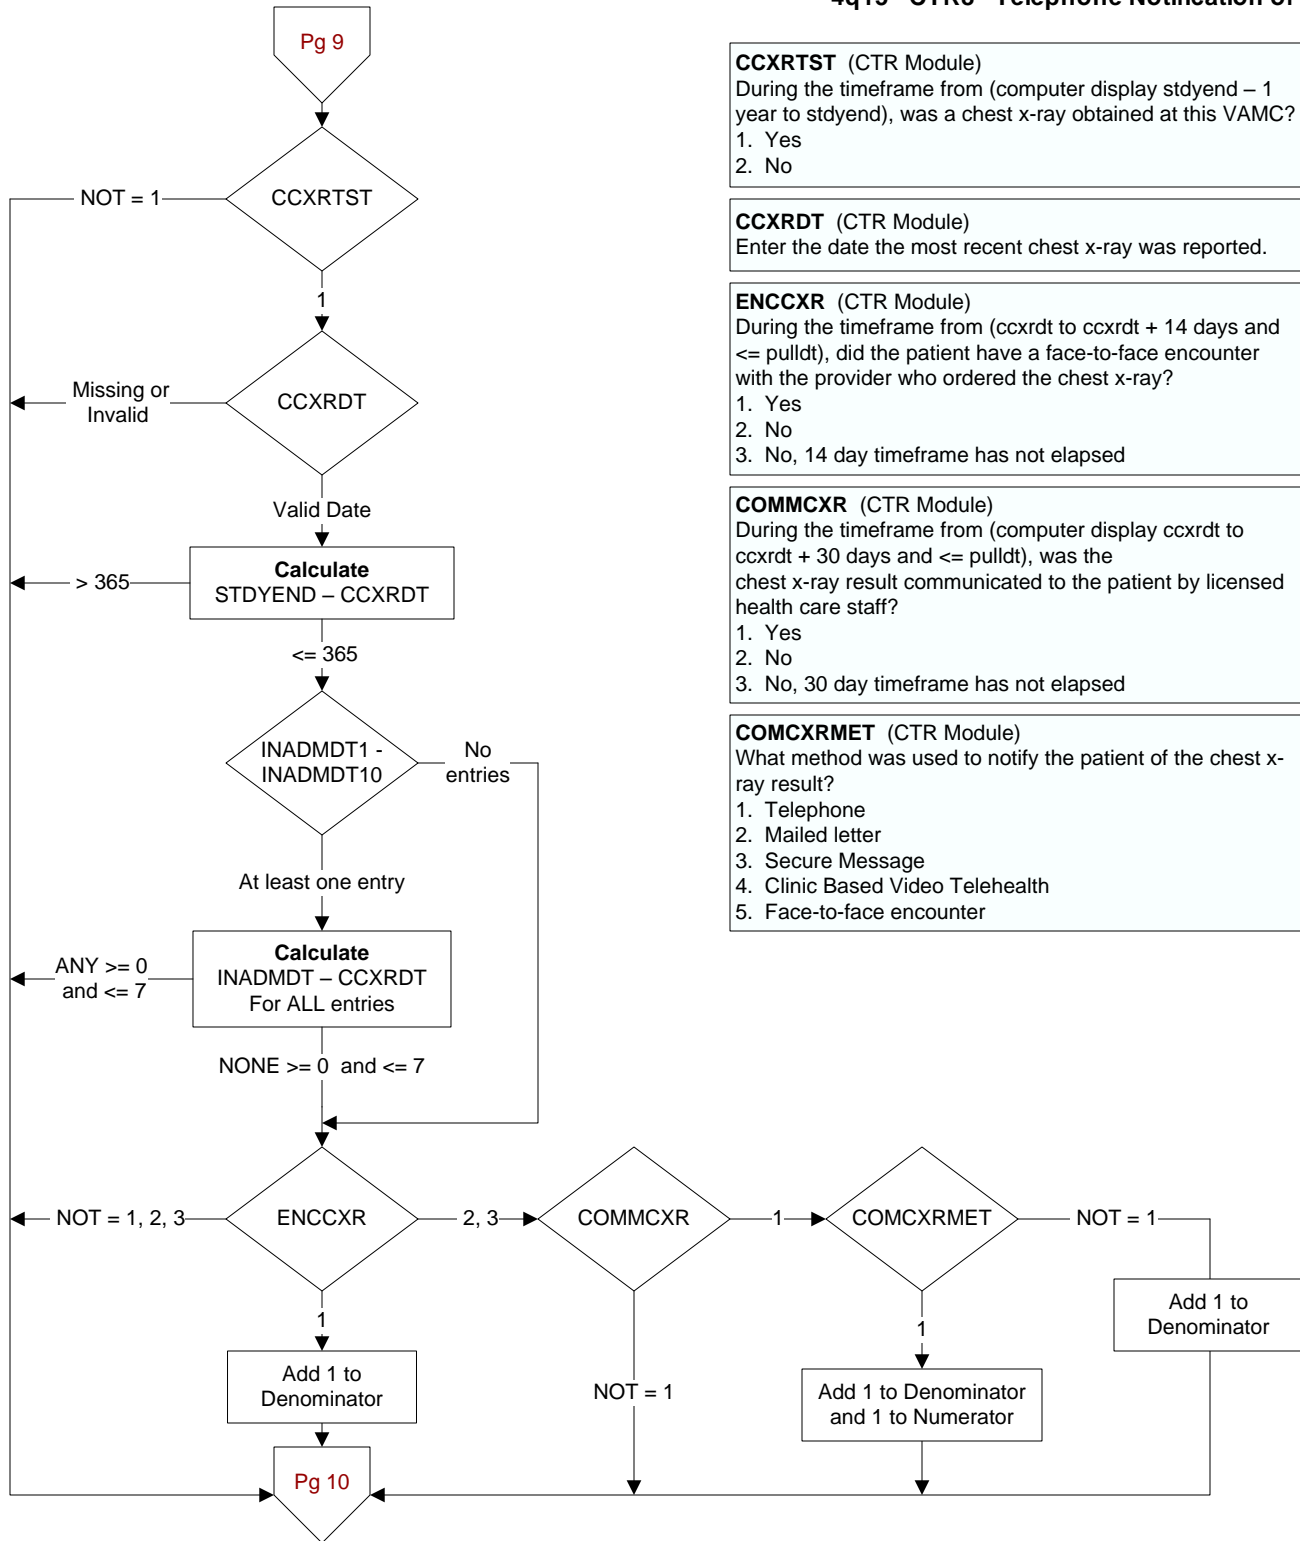 4q15 - CTR8 - Telephone Notification of
Pg 9
CCXRTST
NOT = 1
1
CCXRDT
Missing or
Invalid
Valid Date
Calculate
STDYEND – CCXRDT
> 365
<= 365
INADMDT1 -
INADMDT10
No
entries
At least one entry
Calculate
INADMDT – CCXRDT
For ALL entries
ANY >= 0
and <= 7
NONE >= 0 and <= 7
NOT = 1, 2, 3
ENCCXR
2, 3
COMMCXR
1
COMCXRMET
NOT = 1
1
Add 1 to
Denominator
NOT = 1
1
Add 1 to Denominator
and 1 to Numerator
Add 1 to
Denominator
Pg 10
CCXRTST (CTR Module)
During the timeframe from (computer display stdyend – 1
year to stdyend), was a chest x-ray obtained at this VAMC?
1. Yes
2. No
CCXRDT (CTR Module)
Enter the date the most recent chest x-ray was reported.
ENCCXR (CTR Module)
During the timeframe from (ccxrdt to ccxrdt + 14 days and
<= pulldt), did the patient have a face-to-face encounter
with the provider who ordered the chest x-ray?
1. Yes
2. No
3. No, 14 day timeframe has not elapsed
COMMCXR (CTR Module)
During the timeframe from (computer display ccxrdt to
ccxrdt + 30 days and <= pulldt), was the
chest x-ray result communicated to the patient by licensed
health care staff?
1. Yes
2. No
3. No, 30 day timeframe has not elapsed
COMCXRMET (CTR Module)
What method was used to notify the patient of the chest x-
ray result?
1. Telephone
2. Mailed letter
3. Secure Message
4. Clinic Based Video Telehealth
5. Face-to-face encounter